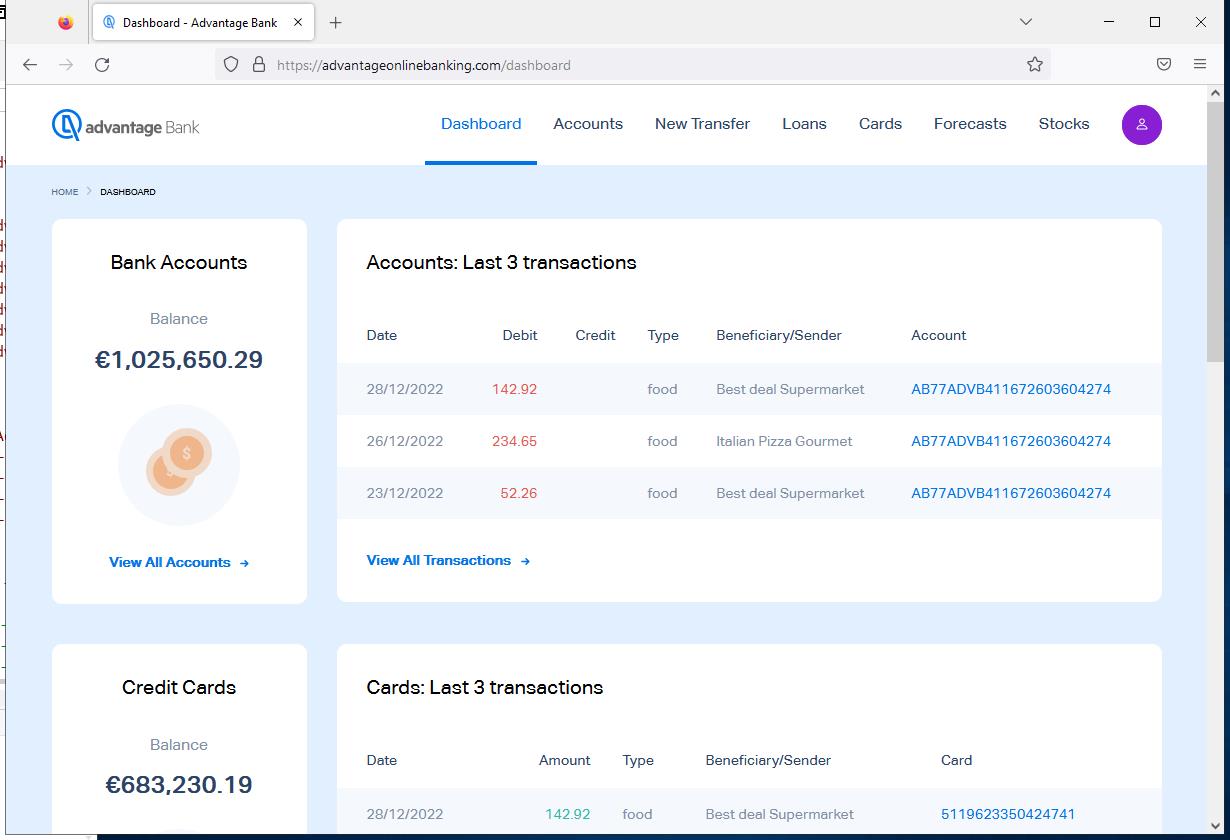 Dashboard - Advantage Bank
https://advantageonlinebanking.com/dashboard
advantage Bank
Dashboard Accounts New Transfer Loans Cards Forecasts Stocks
HOME DASHBOARD
Bank Accounts
Balance
€1,025,650.29
$
View All Accounts →
Accounts: Last 3 transactions
Date Debit Credit Type Beneficiary/Sender Account
28/12/2022 142.92 food Best deal Supermarket AB77ADVB411672603604274
26/12/2022 234.65 food Italian Pizza Gourmet AB77ADVB411672603604274
23/12/2022 52.26 food Best deal Supermarket AB77ADVB411672603604274
View All Transactions →
Credit Cards
Balance
€683,230.19
Cards: Last 3 transactions
Date Amount Type Beneficiary/Sender Card
28/12/2022 142.92 food Best deal Supermarket 5119623350424741